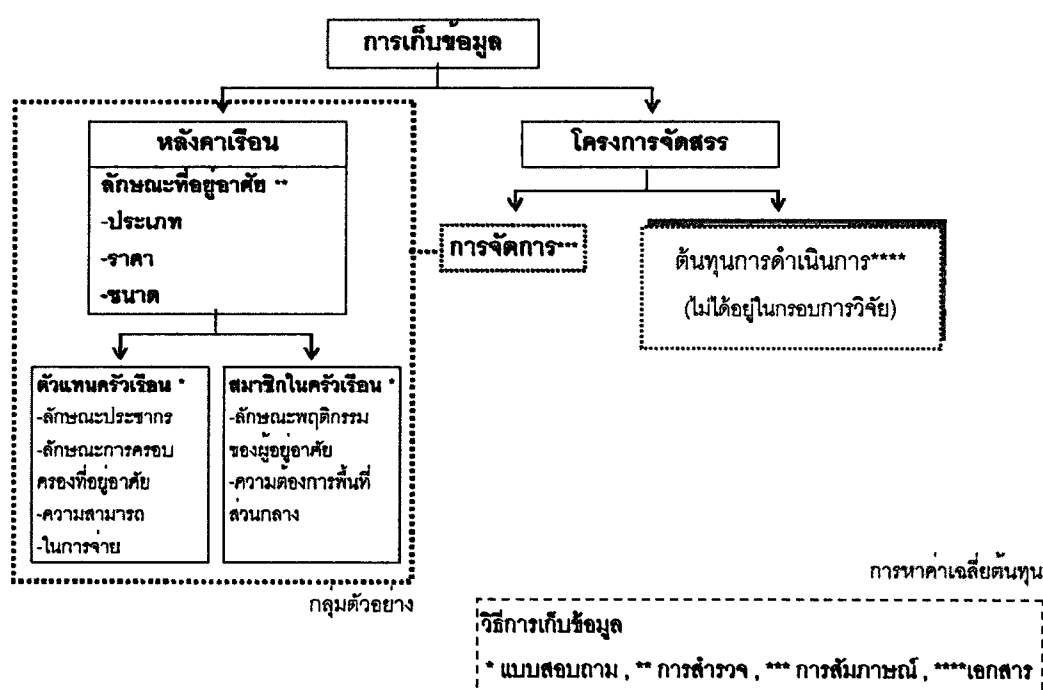 การเก็บข้อมูล
หลังคาเรือน
ลักษณะที่อยู่อาศัย **
-ประเภท
-ราคา
-ขนาด
ตัวแทนครัวเรือน *
-ลักษณะประชากร
-ลักษณะการครอบ
ครองที่อยู่อาศัย
-ความสามารถ
-ในการจ่าย
สมาชิกในครัวเรือน *
-ลักษณะพฤติกรรม
ของผู้อยู่อาศัย
-ความต้องการพื้นที่
ส่วนกลาง
กลุ่มตัวอย่าง
โครงการจัดสรร
การจัดการ***
ต้นทุนการดำเนินการ****
(ไม่ได้อยู่ในกรอบการวิจัย)
การหาค่าเฉลี่ยต้นทุน
วิธีการเก็บข้อมูล
* แบบสอบถาม , ** การสำรวจ , *** การสัมภาษณ์ , ****เอกสาร